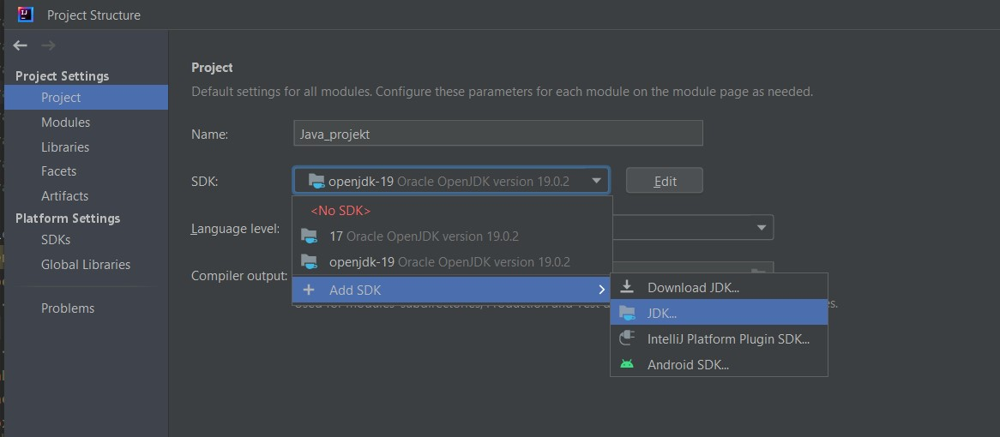 Project Structure
Project Settings
Project
Modules
Libraries
Facets
Artifacts
Platform Settings
SDKs
Global Libraries
Problems
Project
Default settings for all modules. Configure these parameters for each module on the module page as needed.
Name: Java_projekt
SDK: openjdk-19 Oracle OpenJDK version 19.0.2 Edit
<No SDK>
Language level:
17 Oracle OpenJDK version 19.0.2
openjdk-19 Oracle OpenJDK version 19.0.2
Compiler output:
Add SDK
Download JDK...
JDK...
IntelliJ Platform Plugin SDK...
Android SDK...